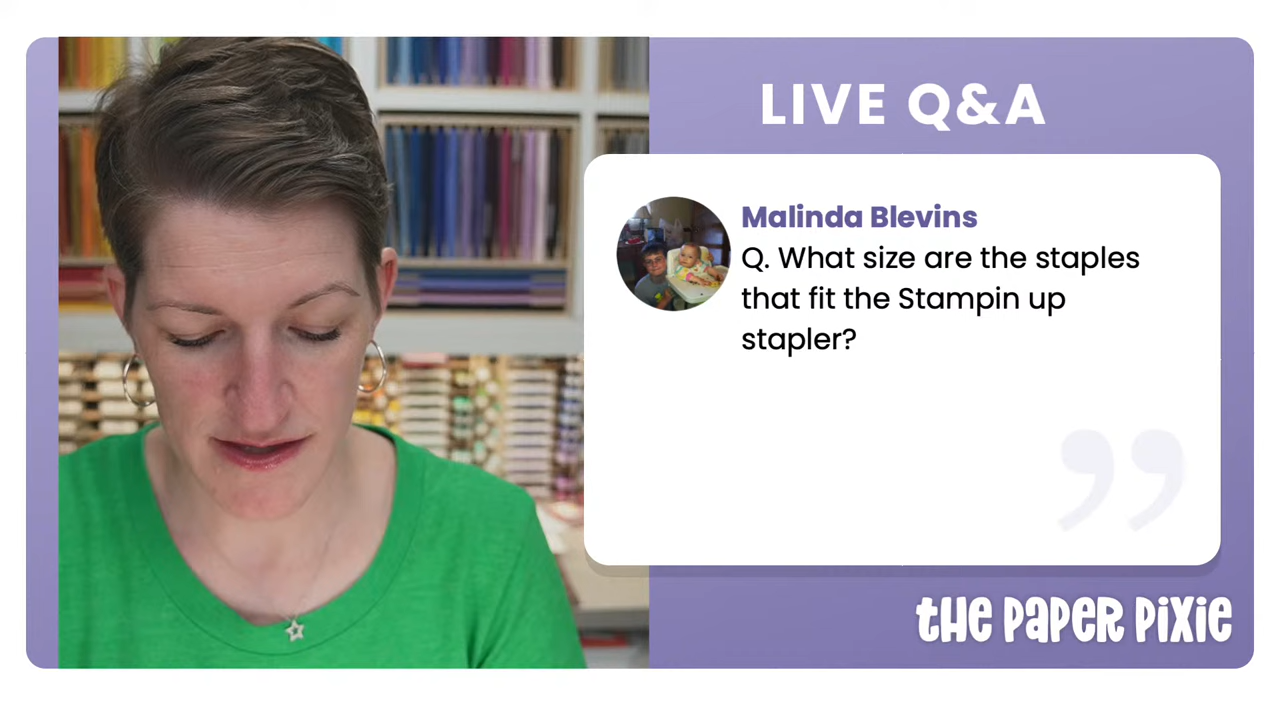 LIVE Q&A
Malinda Blevins
Q. What size are the staples
that fit the Stampin up
stapler?
the PAPER PiXie